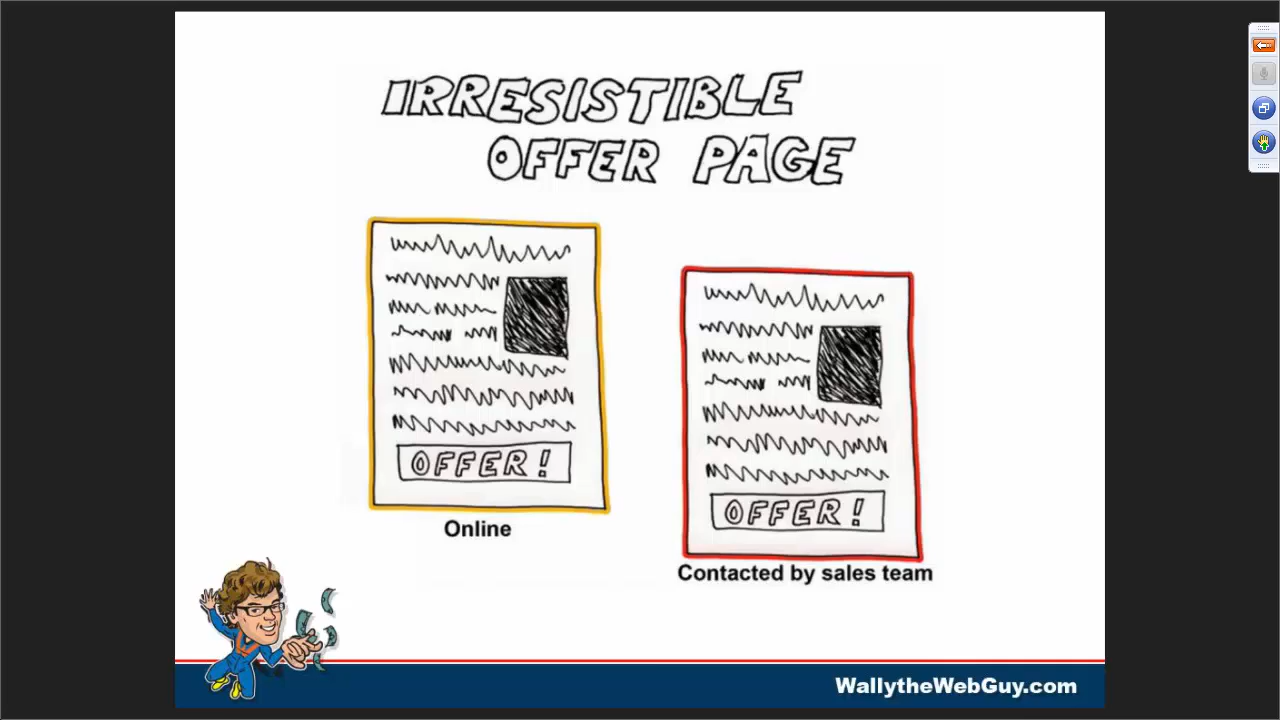 IRRESISTIBLE
OFFER PAGE
OFFER!
Online
OFFER!
Contacted by sales team
WallytheWebGuy.com